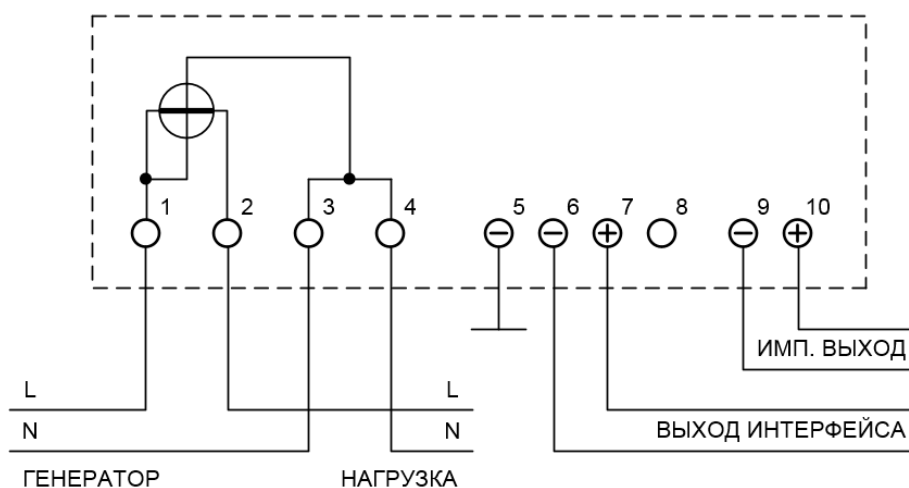 1 2 3 4 5 6 7 8 9 10
ИМП. ВЫХОД
L L
N N ВЫХОД ИНТЕРФЕЙСА
ГЕНЕРАТОР НАГРУЗКА